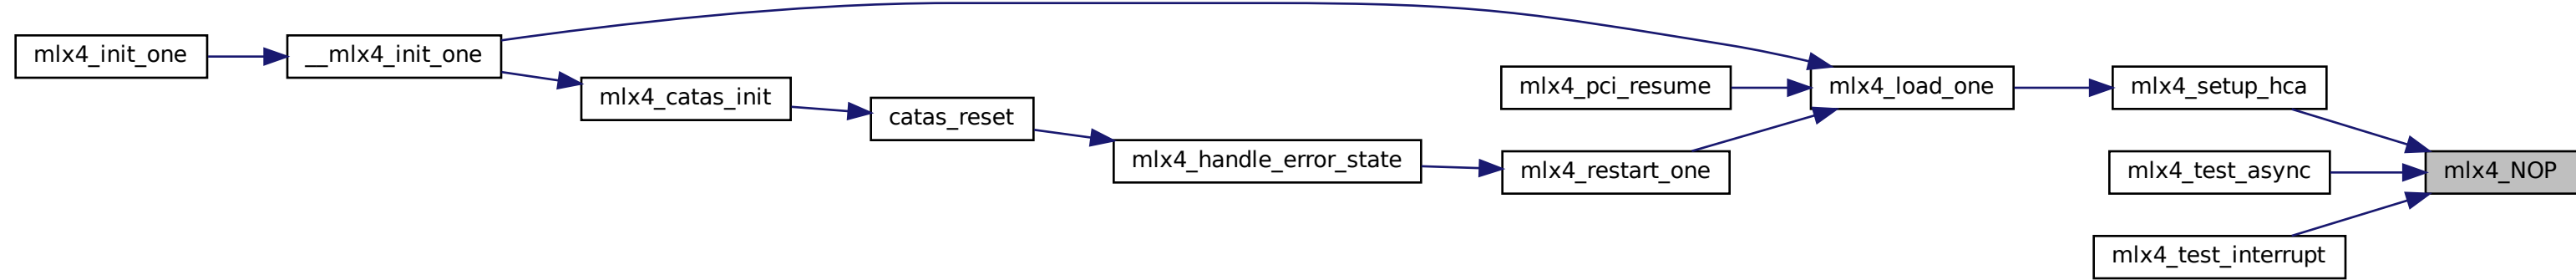 mlx4_init_one
__mlx4_init_one
mlx4_catas_init
catas_reset
mlx4_handle_error_state
mlx4_pci_resume
mlx4_restart_one
mlx4_load_one
mlx4_setup_hca
mlx4_test_async
mlx4_test_interrupt
mlx4_NOP